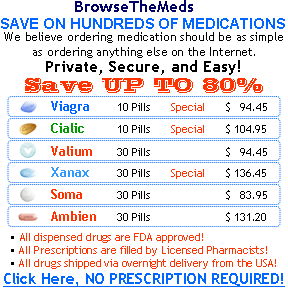 BrowseTheMeds
SAVE ON HUNDREDS OF MEDICATIONS
We believe ordering medication should be as simple
as ordering anything else on the Internet.
Private, Secure, and Easy!
Save UP TO 80%
Viagra 10 Pills Special $ 94.45
Cialic 10 Pills Special $ 104.95
Valium 30 Pills $ 94.45
Xanax 30 Pills Special $ 136.45
Soma 30 Pills $ 83.95
Ambien 30 Pills $ 131.20
• All dispensed drugs are FDA approved!
• All Prescriptions are filled by Licensed Pharmacists!
• All drugs shipped via overnight delivery from the USA!
Click Here, NO PRESCRIPTION REQUIRED!